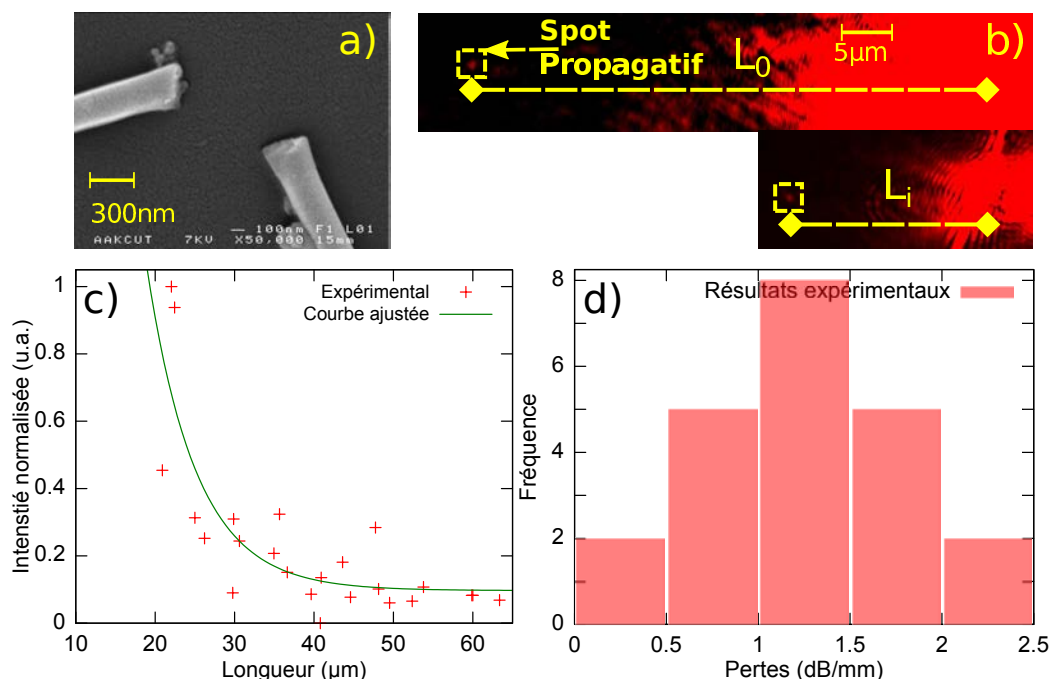 a)
300nm
100nm F1 L01
AAKCUT 7KV X50,000 15mm
b)
Spot
Propagatif
L0
5µm
Li
c)
Expérimental
Courbe ajustée
Intenstié normalisée (u.a.)
1
0.8
0.6
0.4
0.2
0
10 20 30 40 50 60
Longueur (µm)
d)
Résultats expérimentaux
Fréquence
8
6
4
2
0
0 0.5 1 1.5 2 2.5
Pertes (dB/mm)